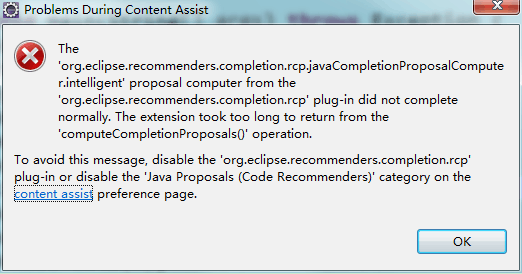 Problems During Content Assist
The
'org.eclipse.recommenders.completion.rcp.javaCompletionProposalCompute
r.intelligent' proposal computer from the
'org.eclipse.recommenders.completion.rcp' plug-in did not complete
normally. The extension took too long to return from the
'computeCompletionProposals()' operation.
To avoid this message, disable the 'org.eclipse.recommenders.completion.rcp'
plug-in or disable the 'Java Proposals (Code Recommenders)' category on the
content assist preference page.
OK